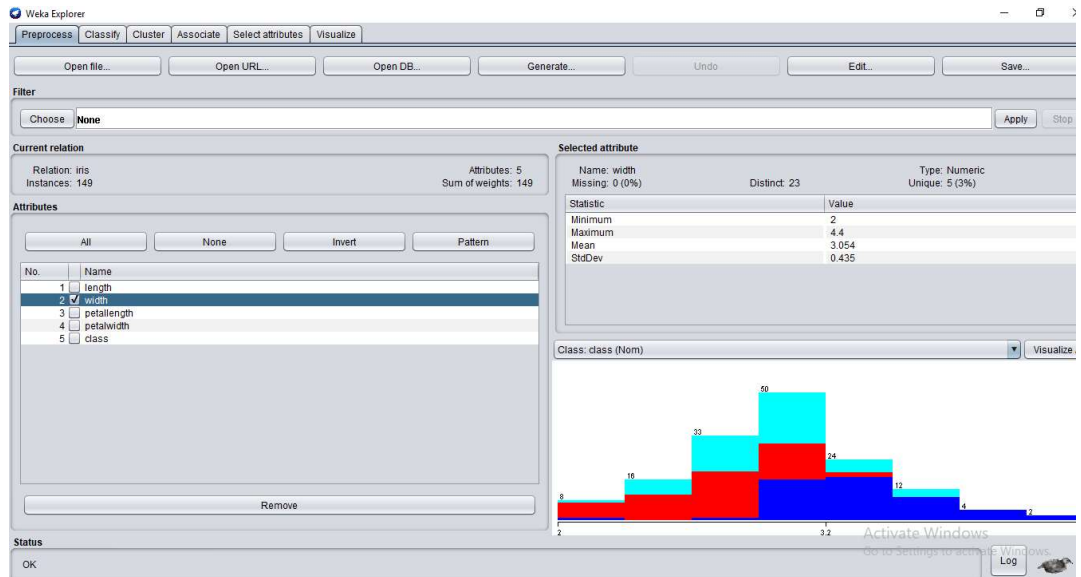 Weka Explorer
Preprocess Classify Cluster Associate Select attributes Visualize
Open file... Open URL... Open DB... Generate... Undo Edit... Save...
Filter
Choose None Apply Stop
Current relation
Relation: iris Attributes: 5
Instances: 149 Sum of weights: 149
Attributes
All None Invert Pattern
No. Name
1 length
2 width
3 petallength
4 petalwidth
5 class
Remove
Selected attribute
Name: width Type: Numeric
Missing: 0 (0%) Distinct: 23 Unique: 5 (3%)
Statistic Value
Minimum 2
Maximum 4.4
Mean 3.054
StdDev 0.435
Class: class (Nom) Visualize
8 16 33 50 24 12 4 2
2 3.2
Activate Windows
Go to Settings to activate Windows.
Status
OK Log